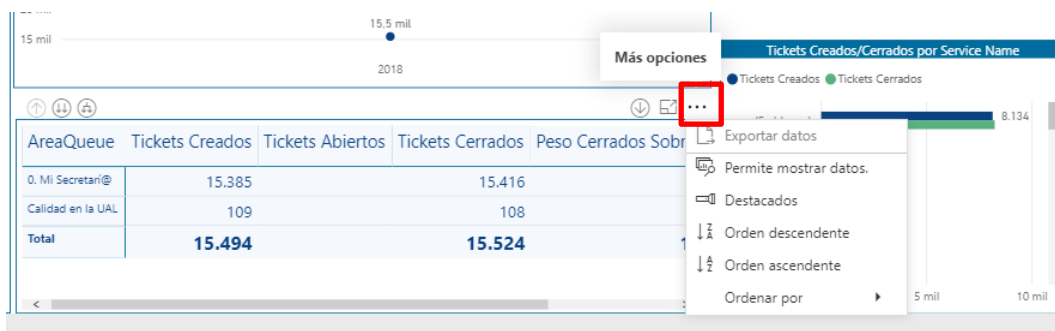 15,5 mil
15 mil
2018
Más opciones
Tickets Creados/Cerrados por Service Name
Tickets Creados Tickets Cerrados
8.134
AreaQueue Tickets Creados Tickets Abiertos Tickets Cerrados Peso Cerrados Sobr
0. Mi Secretarí@ 15.385 15.416
Calidad en la UAL 109 108
Total 15.494 15.524 1
Exportar datos
Permite mostrar datos.
Destacados
Orden descendente
Orden ascendente
Ordenar por
5 mil 10 mil